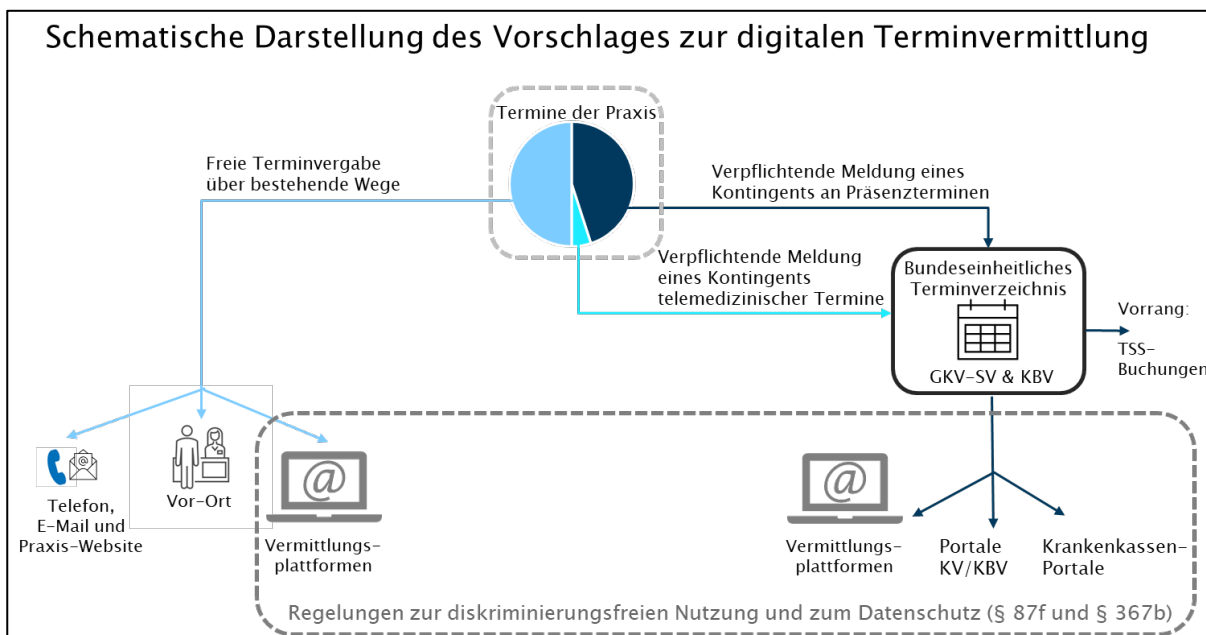 Schematische Darstellung des Vorschlages zur digitalen Terminvermittlung
Termine der Praxis
Freie Terminvergabe
über bestehende Wege
Verpflichtende Meldung eines
Kontingents an Präsenzterminen
Verpflichtende Meldung
eines Kontingents
telemedizinischer Termine
Bundeseinheitliches
Terminverzeichnis
GKV-SV & KBV
Vorrang:
TSS-
Buchungen
@
Telefon,
E-Mail und
Praxis-Website
Vor-Ort
@
Vermittlungs-
plattformen
@
Vermittlungs-
plattformen
Portale
KV/KBV
Krankenkassen-
Portale
Regelungen zur diskriminierungsfreien Nutzung und zum Datenschutz (§ 87f und § 367b)